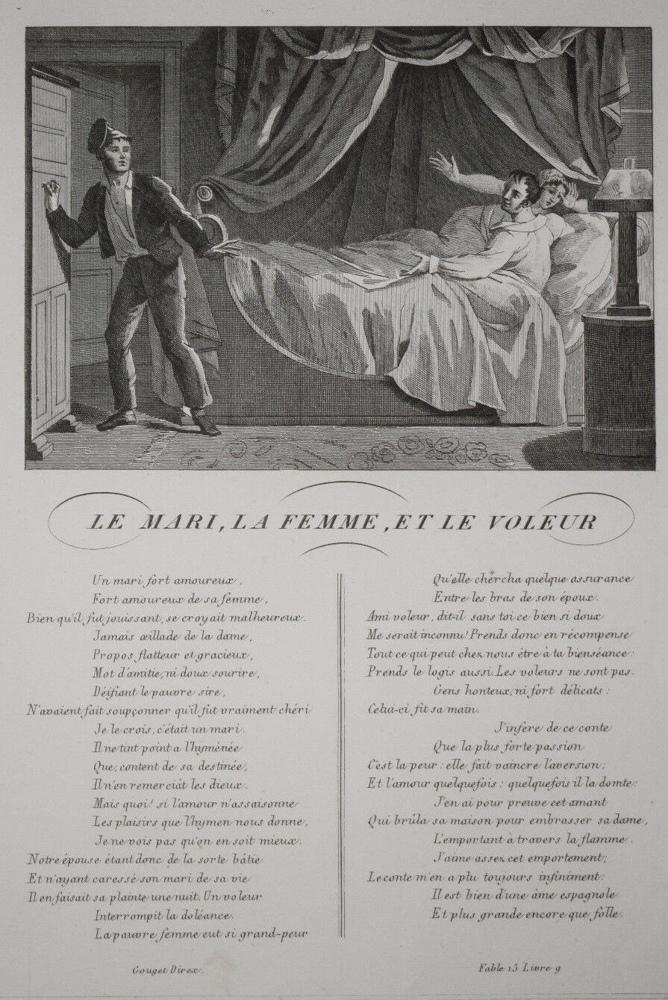 LE MARI, LA FEMME, ET LE VOLEUR
Un mari fort amoureux,
Fort amoureux de sa femme,
Bien qu'il fut jouissant, se croyait malheureux.
Jamais œillade de la dame,
Propos flatteur et gracieux,
Mot d'amitie, ni doux sourire,
Déifiant le pauvre sire,
N'avaient fait soupçonner qu'il fut vraiment chéri
Je le crois, c'était un mari.
Il ne tint point a l'hyménée
Que, content de sa destinée,
Il n'en remerciât les dieux.
Mais quoi! si l'amour n'assaisonne
Les plaisirs que l'hymen nous donne,
Je ne vois pas qu'on en soit mieux.
Notre épouse étant donc de la sorte bâtie
Et n'ayant caressé son mari de sa vie
Il en faisait sa plainte une nuit. Un voleur
Interrompit la doléance.
La pauvre femme eut si grand-peur
Qu'elle chercha quelque assurance
Entre les bras de son époux.
Ami voleur, dit-il sans toi ce bien si doux
Me serait inconnu! Prends donc en récompense
Tout ce qui peut chez nous étre à ta bienséance:
Prends le logis aussi. Les voleurs ne sont pas
Gens honteux, ni fort délicats:
Celui-ci fit sa main.
J'infere de ce conte
Que la plus forte passion
C'est la peur: elle fait vaincre l'aversion,
Et l'amour quelquefois: quelquefois il la domte:
J'en ai pour preuve cet amant
Qui brûla sa maison pour embrasser sa dame,
L'emportant à travers la flamme.
J'aime assez cet emportement;
Le conte m'en a plu toujours infiniment:
Il est bien d'une âme espagnole
Et plus grande encore que folle.
Gouget Direx.
Fable 15 Livre 9